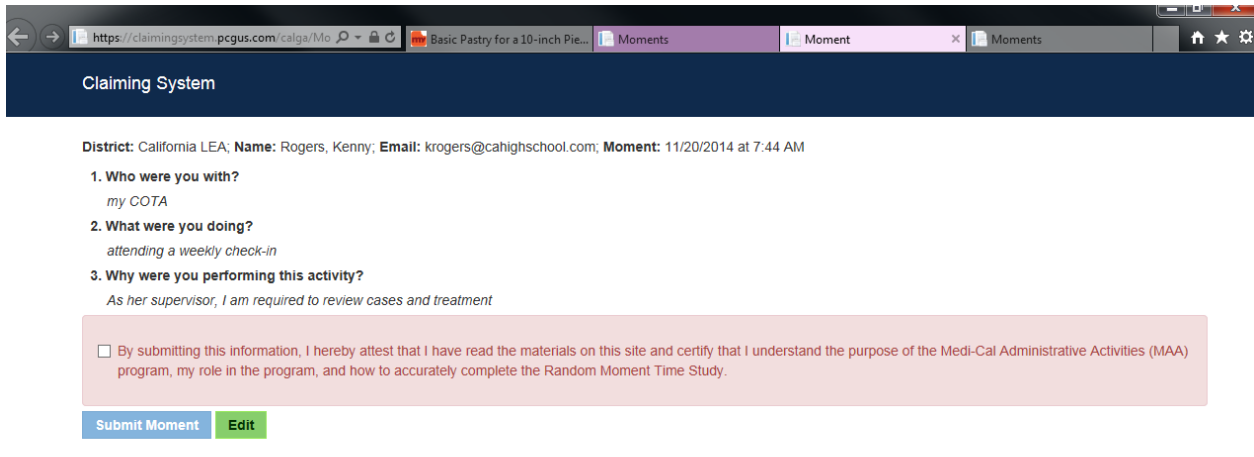 https://claimingsystem.pcgus.com/calga/Mo
Basic Pastry for a 10-inch Pie...
Moments
Moment
Moments
Claiming System
District: California LEA; Name: Rogers, Kenny; Email: krogers@cahighschool.com; Moment: 11/20/2014 at 7:44 AM
1. Who were you with?
my COTA
2. What were you doing?
attending a weekly check-in
3. Why were you performing this activity?
As her supervisor, I am required to review cases and treatment
By submitting this information, I hereby attest that I have read the materials on this site and certify that I understand the purpose of the Medi-Cal Administrative Activities (MAA)
program, my role in the program, and how to accurately complete the Random Moment Time Study.
Submit Moment Edit